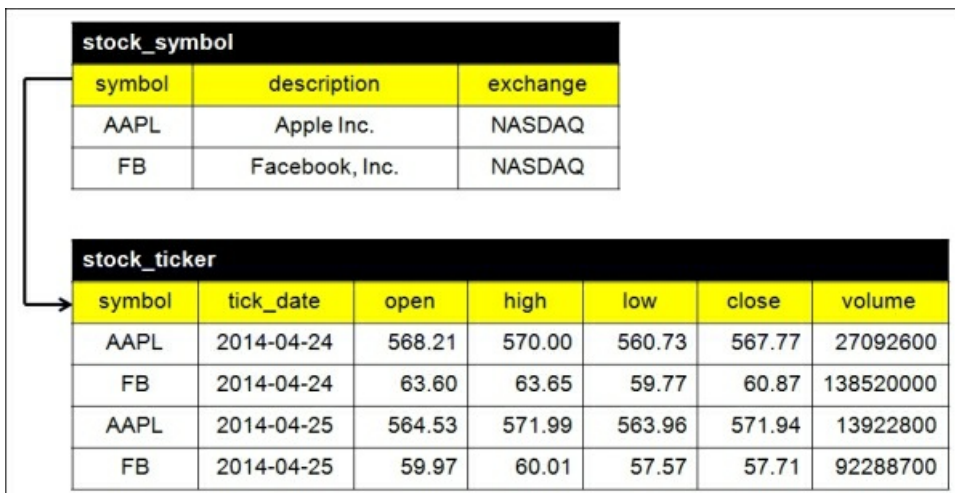 stock_symbol
symbol description exchange
AAPL Apple Inc. NASDAQ
FB Facebook, Inc. NASDAQ
stock_ticker
symbol tick_date open high low close volume
AAPL 2014-04-24 568.21 570.00 560.73 567.77 27092600
FB 2014-04-24 63.60 63.65 59.77 60.87 138520000
AAPL 2014-04-25 564.53 571.99 563.96 571.94 13922800
FB 2014-04-25 59.97 60.01 57.57 57.71 92288700